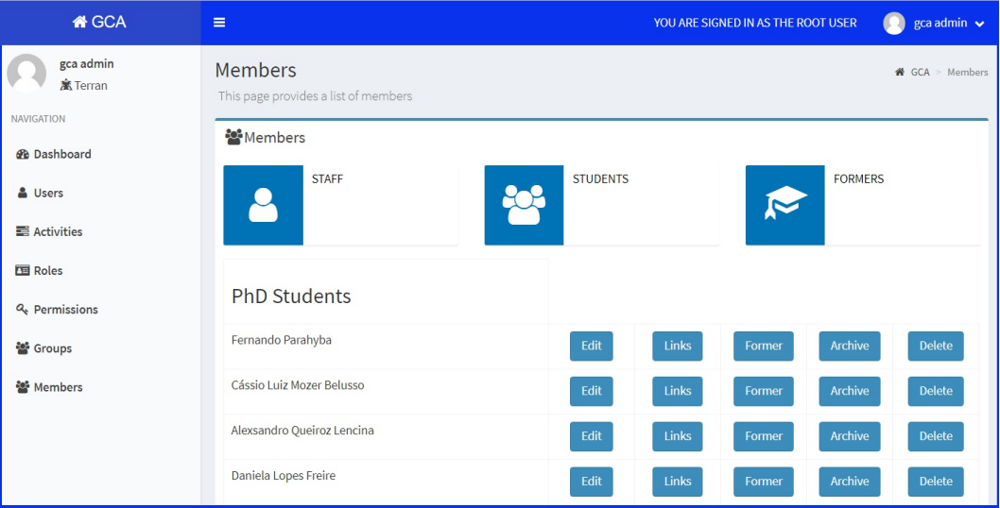 GCA
YOU ARE SIGNED IN AS THE ROOT USER
gca admin
gca admin
Terran
NAVIGATION
Dashboard
Users
Activities
Roles
Permissions
Groups
Members
Members
This page provides a list of members
GCA > Members
Members
STAFF
STUDENTS
FORMERS
PhD Students
Fernando Parahyba Edit Links Former Archive Delete
Cássio Luiz Mozer Belusso Edit Links Former Archive Delete
Alexsandro Queiroz Lencina Edit Links Former Archive Delete
Daniela Lopes Freire Edit Links Former Archive Delete